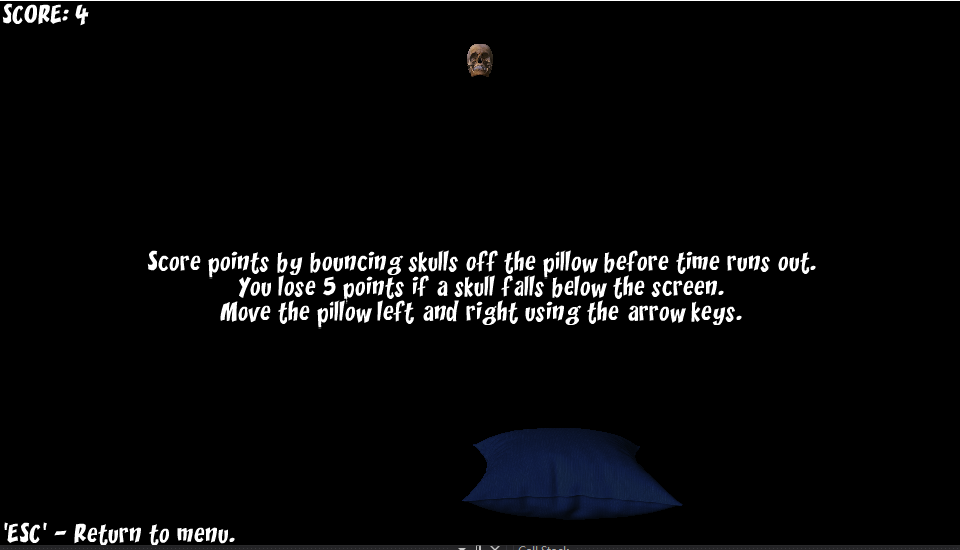 SCORE: 4
Score points by bouncing skulls off the pillow before time runs out.
You lose 5 points if a skull falls below the screen.
Move the pillow left and right using the arrow keys.
'ESC' - Return to menu.
Call Stack